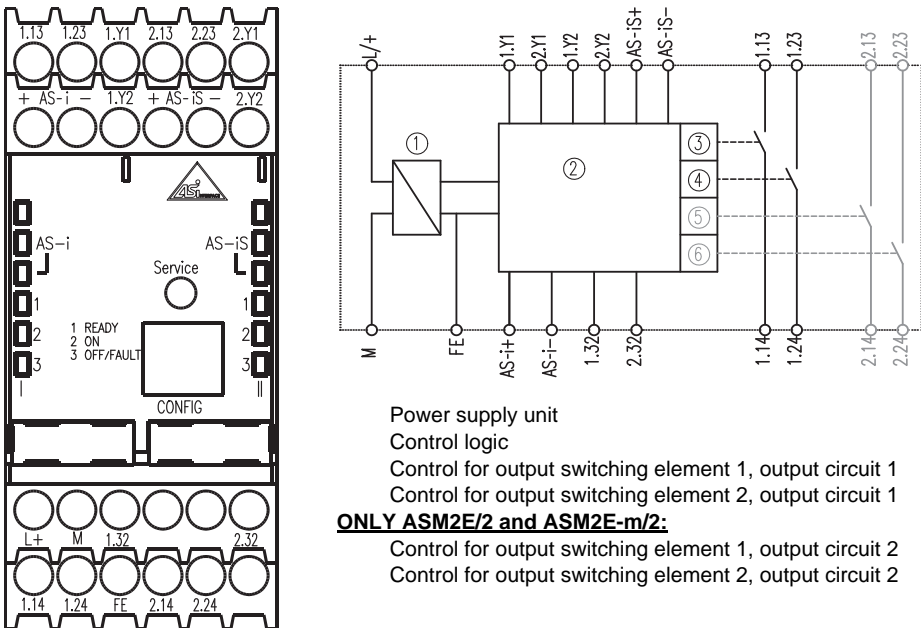 1.13 1.23 1.Y1 2.13 2.23 2.Y1
+ AS-i − 1.Y2 + AS-iS − 2.Y2
ASi INTERFACE
AS-i AS-iS
Service
1 1
2 1 READY 2
2 ON
3 3 OFF/FAULT 3
I II
CONFIG
L+ M 1.32 2.32
1.14 1.24 FE 2.14 2.24
L/+ 1.Y1 2.Y1 1.Y2 2.Y2 AS-iS+ AS-iS− 1.13 1.23 2.13 2.23
① ② ③
④
⑤
⑥
M FE AS-i+ AS-i− 1.32 2.32 1.14 1.24 2.14 2.24
Power supply unit
Control logic
Control for output switching element 1, output circuit 1
Control for output switching element 2, output circuit 1
ONLY ASM2E/2 and ASM2E-m/2:
Control for output switching element 1, output circuit 2
Control for output switching element 2, output circuit 2